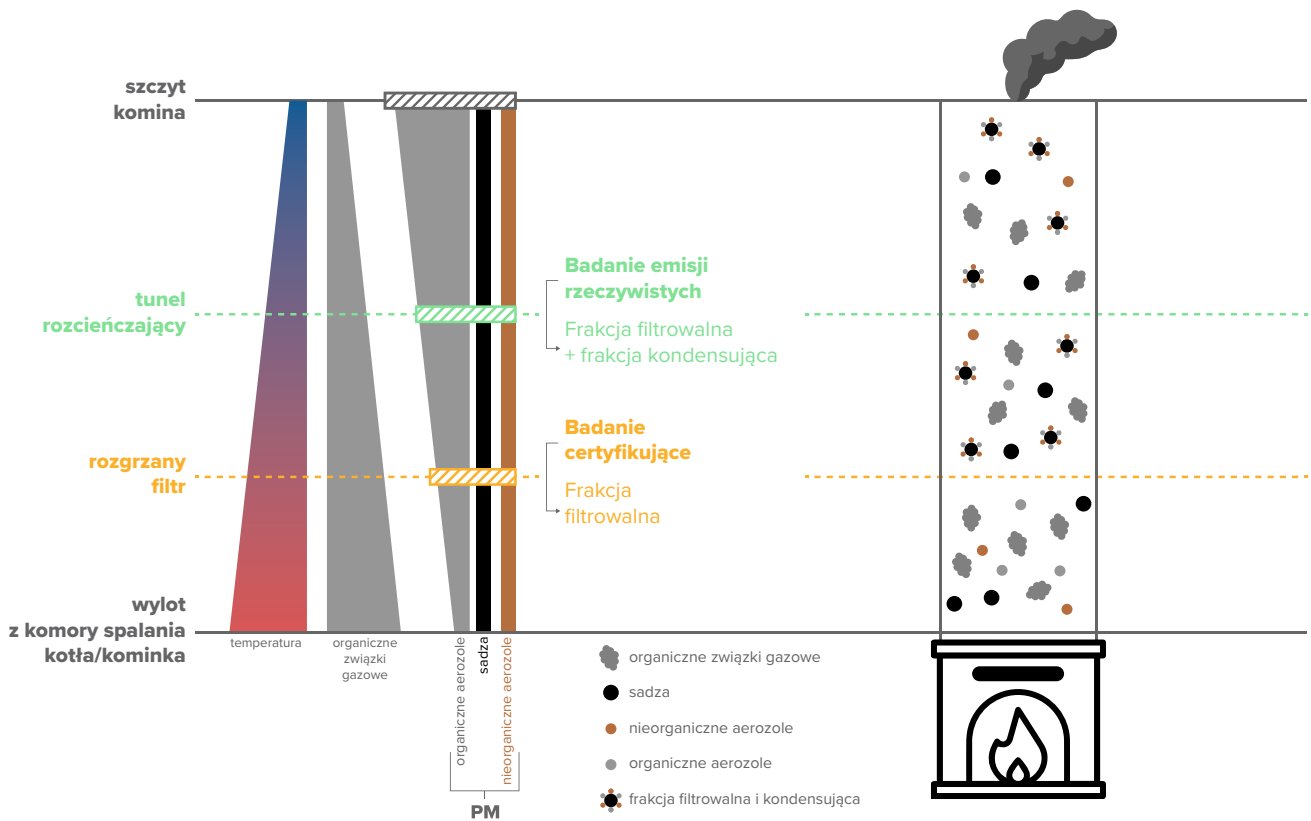 szczyt
komina
tunel
rozcieńczający
rozgrzany
filtr
wylot
z komory spalania
kotła/kominka
Badanie emisji
rzeczywistych
Frakcja filtrowalna
+ frakcja kondensująca
Badanie
certyfikujące
Frakcja
filtrowalna
temperatura
organiczne
związki
gazowe
organiczne aerozole
sadza
nieorganiczne aerozole
PM
organiczne związki gazowe
sadza
nieorganiczne aerozole
organiczne aerozole
frakcja filtrowalna i kondensująca